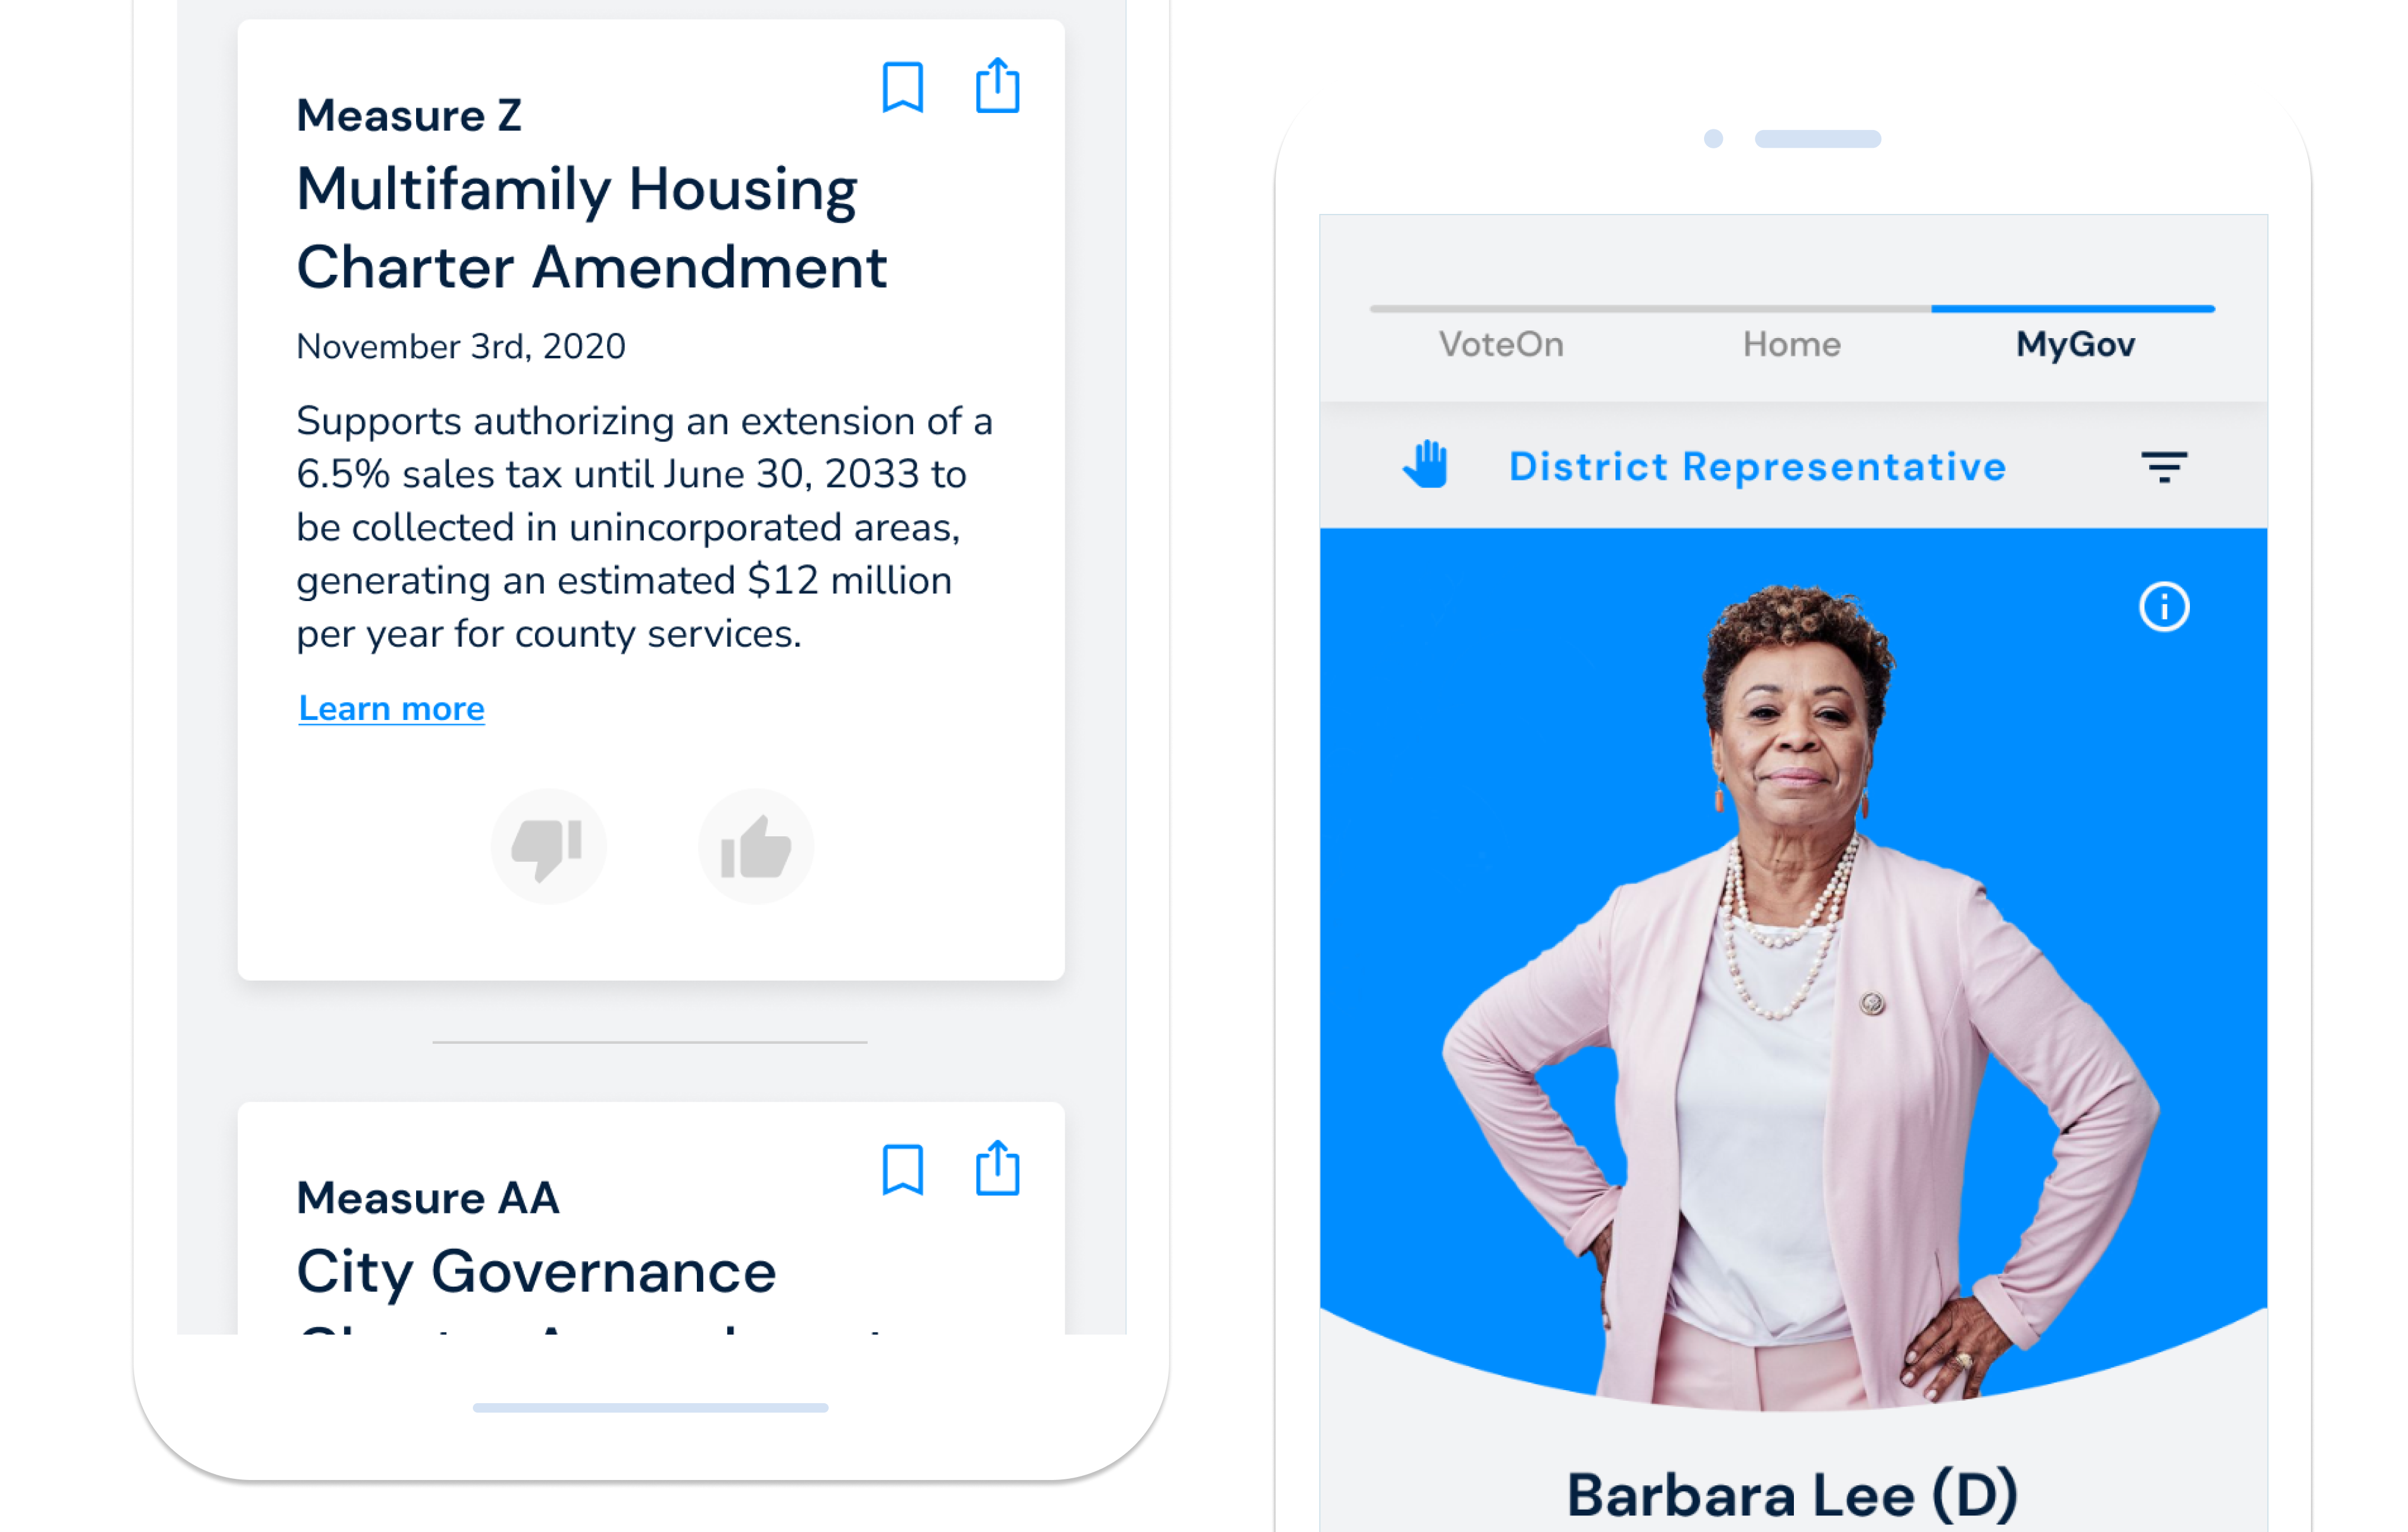 Measure Z
Multifamily Housing
Charter Amendment
November 3rd, 2020
Supports authorizing an extension of a
6.5% sales tax until June 30, 2033 to
be collected in unincorporated areas,
generating an estimated $12 million
per year for county services.
Learn more
Measure AA
City Governance
VoteOn
Home
MyGov
District Representative
Barbara Lee (D)